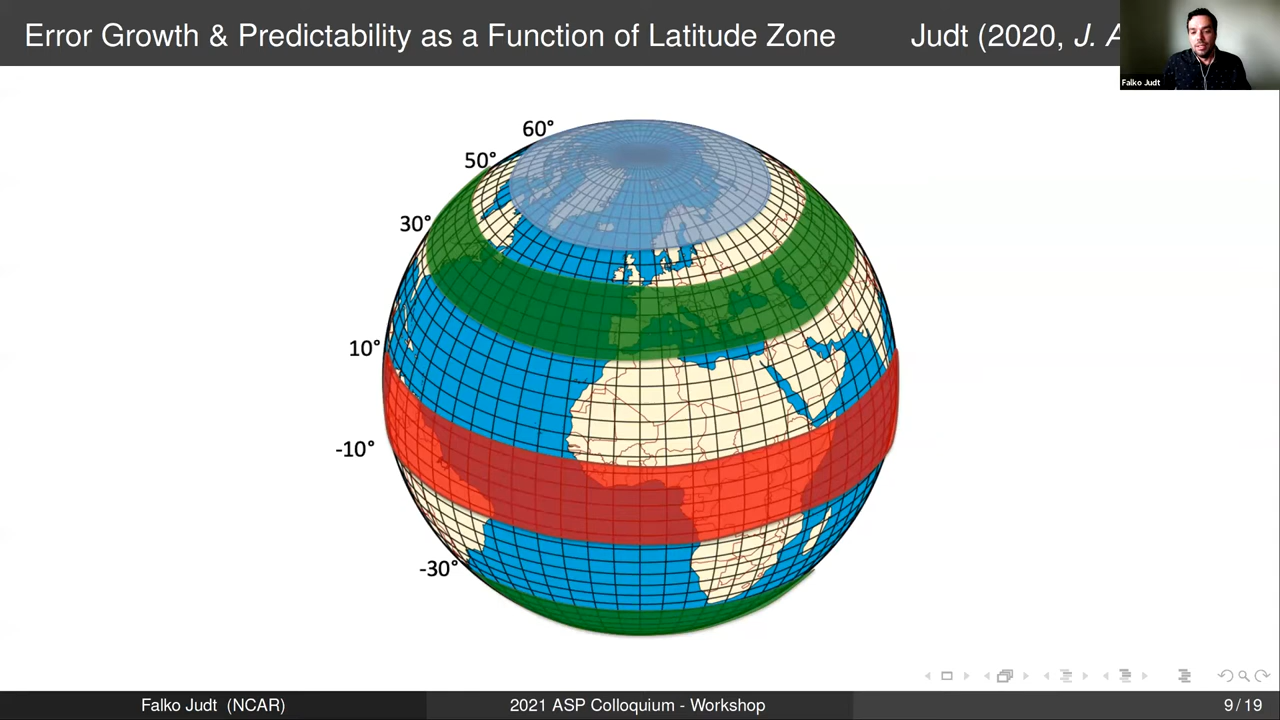 Error Growth & Predictability as a Function of Latitude Zone
Judt (2020, J. A
Falko Judt
60°
50°
30°
10°
-10°
-30°
Falko Judt (NCAR)
2021 ASP Colloquium - Workshop
9 / 19